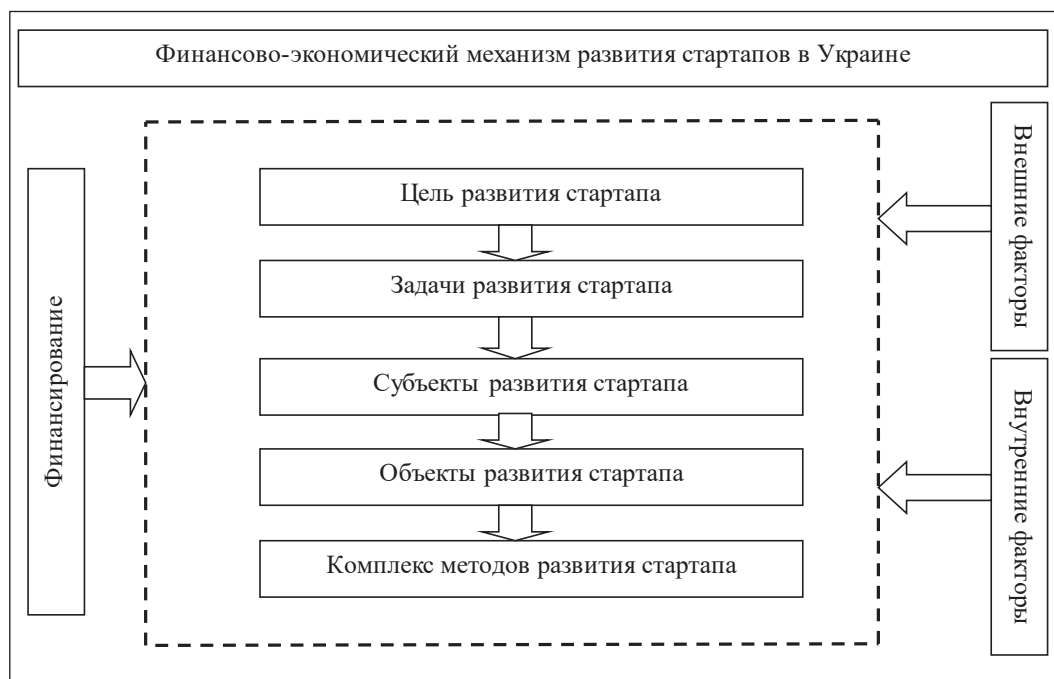 Финансово-экономический механизм развития стартапов в Украине
Финансирование
Цель развития стартапа
Задачи развития стартапа
Субъекты развития стартапа
Объекты развития стартапа
Комплекс методов развития стартапа
Внешние факторы
Внутренние факторы